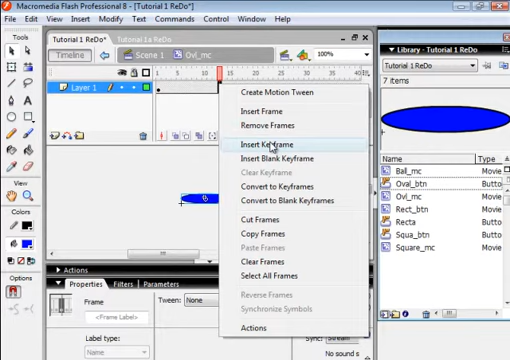 Macromedia Flash Professional 8 - [Tutorial 1 ReDo*]
File Edit View Insert Modify Text Commands Control Window Help
Tools
Tutorial 1 ReDo*
Tutorial 1a ReDo*
Timeline
Scene 1
Ovl_mc
100%
1 5 10 15 20 25 30 35 40
Layer 1
View
Colors
Options
Create Motion Tween
Insert Frame
Remove Frames
Insert Keyframe
Insert Blank Keyframe
Clear Keyframe
Convert to Keyframes
Convert to Blank Keyframes
Cut Frames
Copy Frames
Paste Frames
Clear Frames
Select All Frames
Reverse Frames
Synchronize Symbols
Actions
Library - Tutorial 1 ReDo*
Tutorial 1 ReDo*
7 items
Name Type
Ball_mc Movie
Oval_btn Butto
Ovl_mc Movie
Rect_btn Butto
Recta Movie
Squa_btn Butto
Square_mc Movie
Actions
Properties Filters Parameters
Frame
Tween: None
<Frame Label>
Label type:
Name
Sync: Stream
No sound s